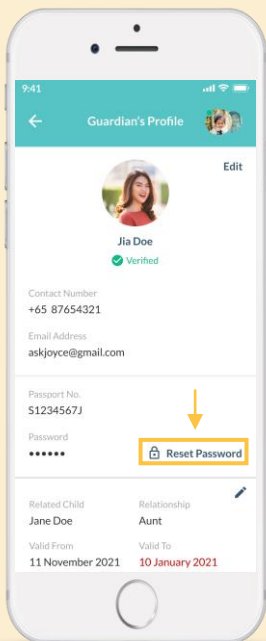 9:41
Guardian's Profile
Edit
Jia Doe
Verified
Contact Number
+65 87654321
Email Address
askjoyce@gmail.com
Passport No.
S1234567J
Password
••••••
Reset Password
Related Child Relationship
Jane Doe Aunt
Valid From Valid To
11 November 2021 10 January 2021